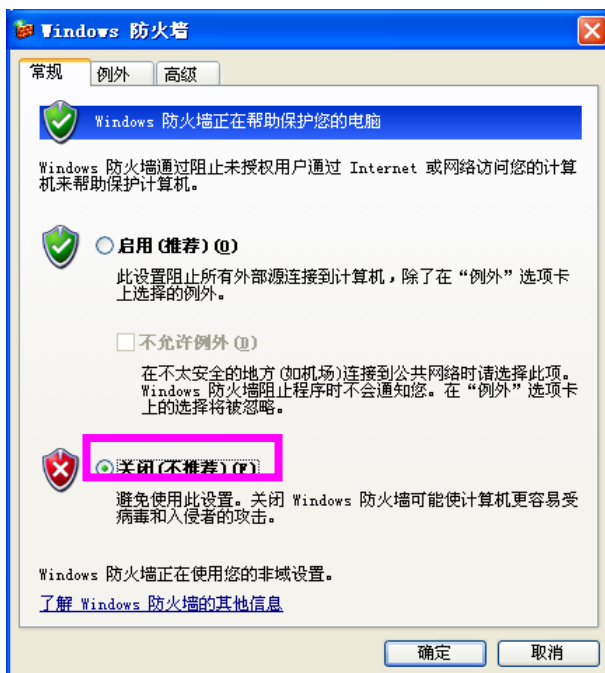 Windows 防火墙
常规 例外 高级
Windows 防火墙正在帮助保护您的电脑
Windows 防火墙通过阻止未授权用户通过 Internet 或网络访问您的计算
机来帮助保护计算机。
启用(推荐)(O)
此设置阻止所有外部源连接到计算机，除了在“例外”选项卡
上选择的例外。
不允许例外(D)
在不太安全的地方(如机场)连接到公共网络时请选择此项。
Windows 防火墙阻止程序时不会通知您。在“例外”选项卡
上的选择将被忽略。
关闭(不推荐)(F)
避免使用此设置。关闭 Windows 防火墙可能使计算机更容易受
病毒和入侵者的攻击。
Windows 防火墙正在使用您的非域设置。
了解 Windows 防火墙的其他信息
确定 取消